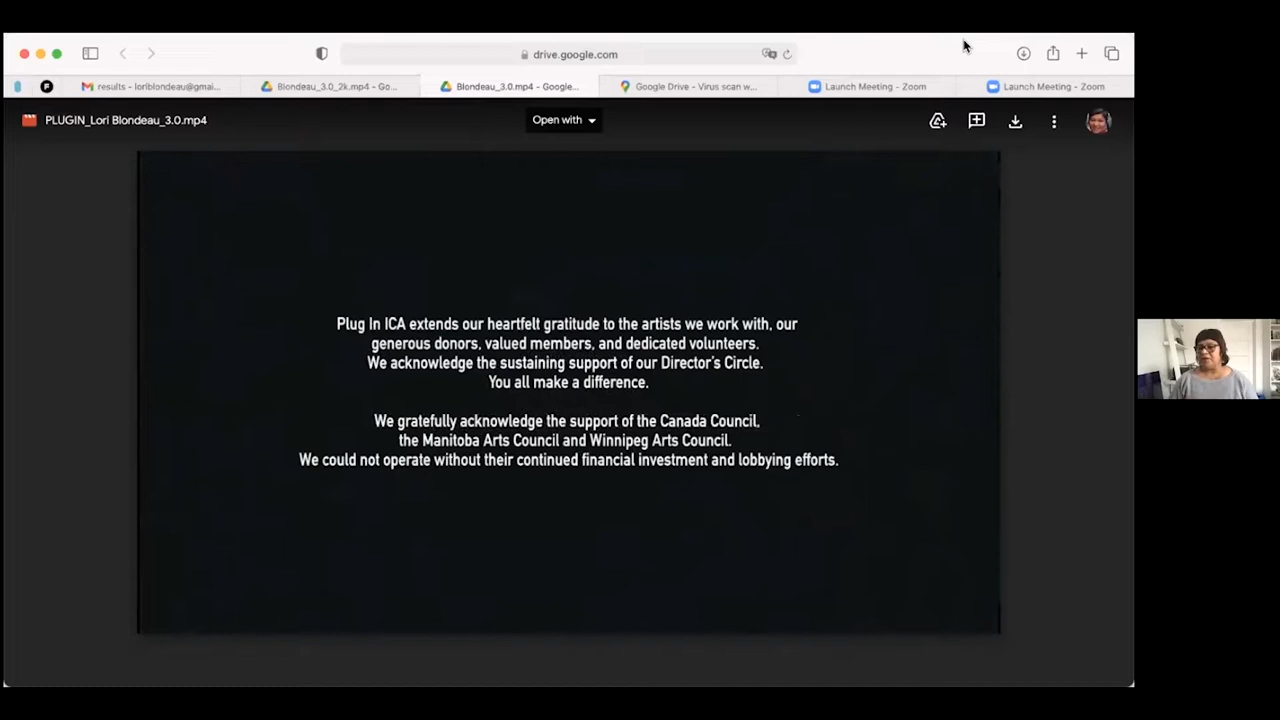 drive.google.com
results - loriblondeau@gmai...
Blondeau_3.0_2k.mp4 - Go...
Blondeau_3.0.mp4 - Google...
Google Drive - Virus scan w...
Launch Meeting - Zoom
Launch Meeting - Zoom
PLUGIN_Lori Blondeau_3.0.mp4
Open with
Plug In ICA extends our heartfelt gratitude to the artists we work with, our
generous donors, valued members, and dedicated volunteers.
We acknowledge the sustaining support of our Director's Circle.
You all make a difference.
We gratefully acknowledge the support of the Canada Council,
the Manitoba Arts Council and Winnipeg Arts Council.
We could not operate without their continued financial investment and lobbying efforts.